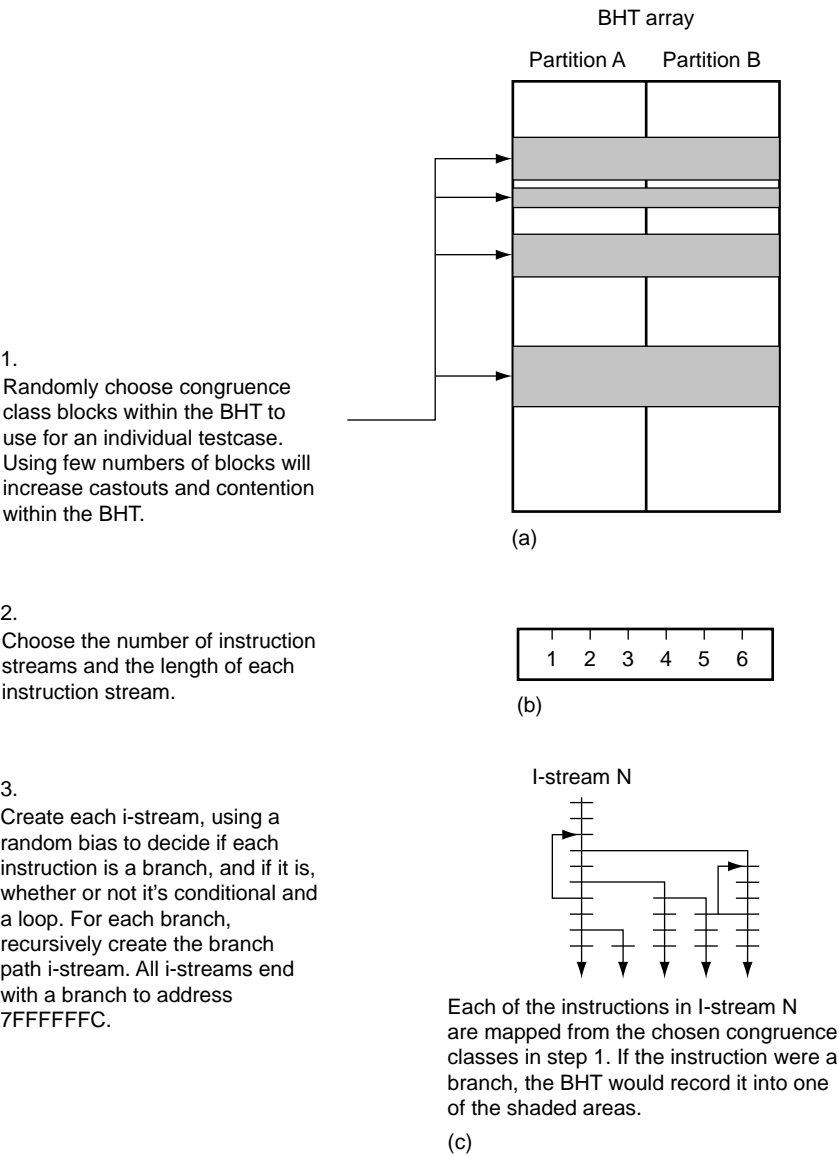 BHT array
Partition A Partition B
1.
Randomly choose congruence
class blocks within the BHT to
use for an individual testcase.
Using few numbers of blocks will
increase castouts and contention
within the BHT.
(a)
2.
Choose the number of instruction
streams and the length of each
instruction stream.
1 2 3 4 5 6
(b)
3.
Create each i-stream, using a
random bias to decide if each
instruction is a branch, and if it is,
whether or not it's conditional and
a loop. For each branch,
recursively create the branch
path i-stream. All i-streams end
with a branch to address
7FFFFFFC.
I-stream N
Each of the instructions in I-stream N
are mapped from the chosen congruence
classes in step 1. If the instruction were a
branch, the BHT would record it into one
of the shaded areas.
(c)